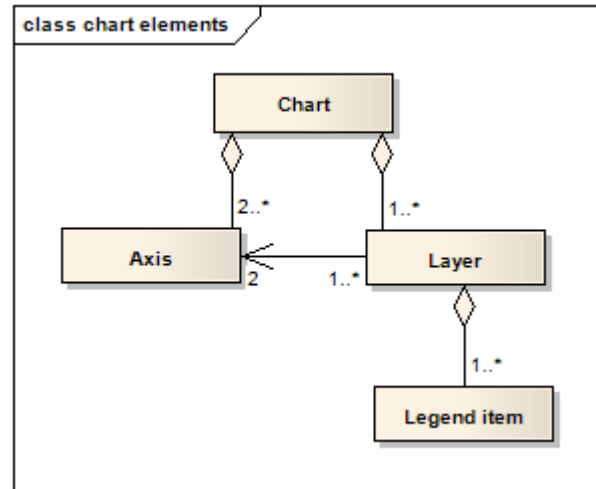 class chart elements
Chart
2..*
1..*
Axis
Layer
2
1..*
1..*
Legend item